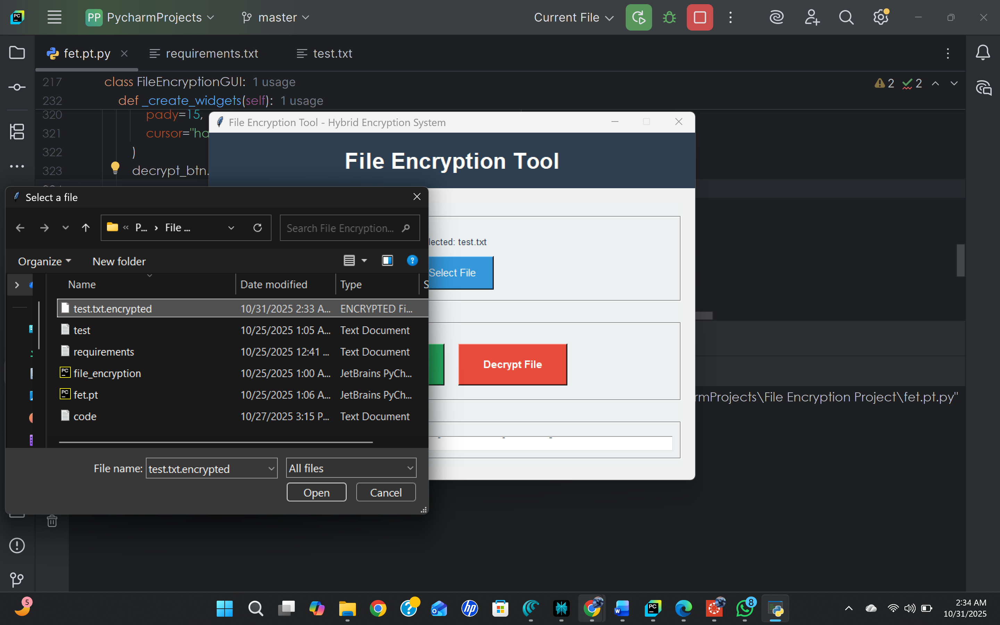 PP PycharmProjects master Current File
fet.pt.py requirements.txt test.txt
217 class FileEncryptionGUI: 1 usage 2 2
232 def _create_widgets(self): 1 usage
320 pady=15,
321 cursor="ha
322 )
323 decrypt_btn.
File Encryption Tool - Hybrid Encryption System
File Encryption Tool
lected: test.txt
Select File
Decrypt File
rmProjects\File Encryption Project\fet.pt.py"
Select a file
« P... › File ...
Search File Encryption...
Organize New folder
Name Date modified Type S
test.txt.encrypted 10/31/2025 2:33 A... ENCRYPTED Fi...
test 10/25/2025 1:05 A... Text Document
requirements 10/25/2025 12:41 ... Text Document
file_encryption 10/25/2025 1:00 A... JetBrains PyCh...
fet.pt 10/25/2025 1:06 A... JetBrains PyCh...
code 10/27/2025 3:15 P... Text Document
File name: test.txt.encrypted All files
Open Cancel
5
8
2:34 AM
10/31/2025